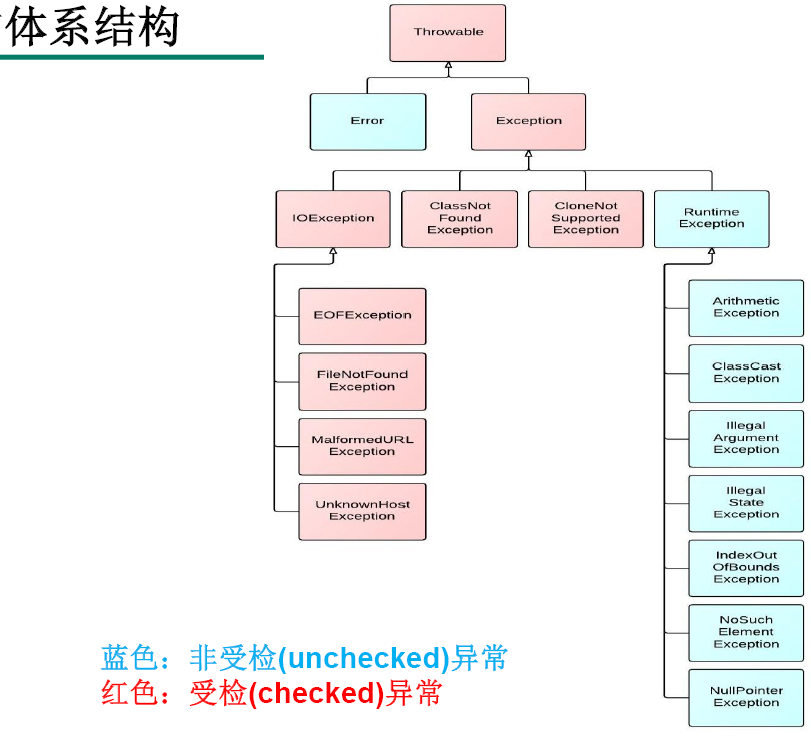 体系结构
Throwable
Error
Exception
IOException
ClassNot
Found
Exception
CloneNot
Supported
Exception
Runtime
Exception
EOFException
FileNotFound
Exception
MalformedURL
Exception
UnknownHost
Exception
Arithmetic
Exception
ClassCast
Exception
Illegal
Argument
Exception
Illegal
State
Exception
IndexOut
OfBounds
Exception
NoSuch
Element
Exception
NullPointer
Exception
蓝色：非受检(unchecked)异常
红色：受检(checked)异常